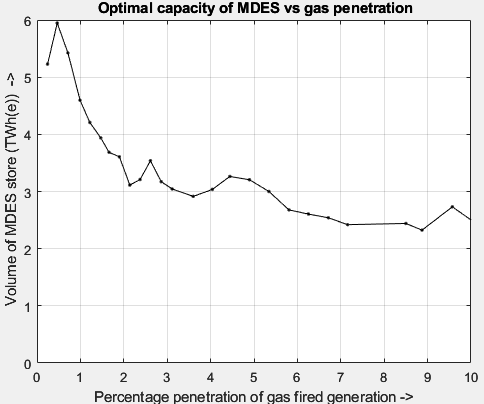 Optimal capacity of MDES vs gas penetration
Volume of MDES store (TWh(e)) ->
6
5
4
3
2
1
0
0 1 2 3 4 5 6 7 8 9 10
Percentage penetration of gas fired generation ->